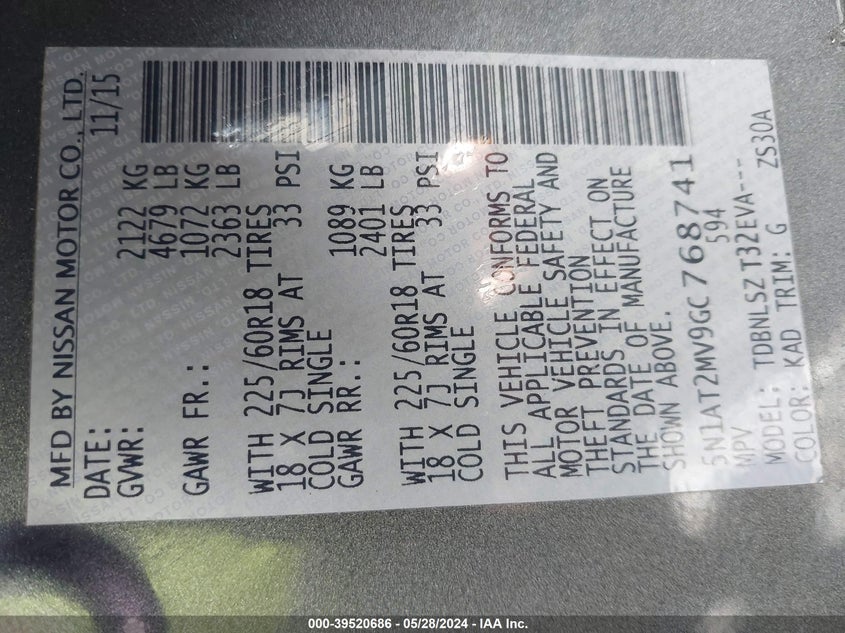 MFD BY NISSAN MOTOR CO., LTD.
DATE: 11/15
GVWR: 2122 KG
4679 LB
GAWR FR.: 1072 KG
2363 LB
WITH 225/60R18 TIRES
18 X 7J RIMS AT 33 PSI
COLD SINGLE
GAWR RR.: 1089 KG
2401 LB
WITH 225/60R18 TIRES
18 X 7J RIMS AT 33 PSI
COLD SINGLE
THIS VEHICLE CONFORMS TO
ALL APPLICABLE FEDERAL
MOTOR VEHICLE SAFETY AND
THEFT PREVENTION
STANDARDS IN EFFECT ON
THE DATE OF MANUFACTURE
SHOWN ABOVE.
5N1AT2MV9GC768741
MPV 594
MODEL: TDBNLSZ T32EVA---
COLOR: KAD TRIM: G ZS30A
000-39520686 - 05/28/2024 - IAA Inc.